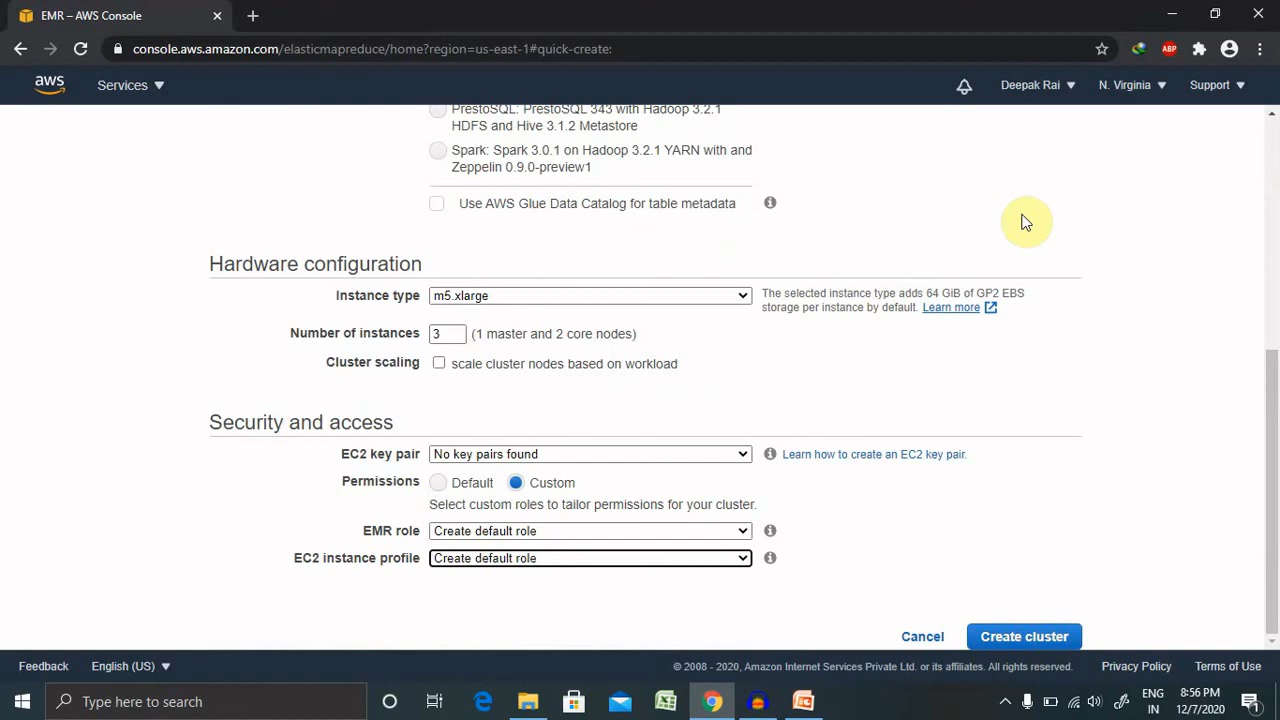 EMR – AWS Console
console.aws.amazon.com/elasticmapreduce/home?region=us-east-1#quick-create:
ABP
aws
Services
Deepak Rai
N. Virginia
Support
PrestoSQL: PrestoSQL 343 with Hadoop 3.2.1
HDFS and Hive 3.1.2 Metastore
Spark: Spark 3.0.1 on Hadoop 3.2.1 YARN with and
Zeppelin 0.9.0-preview1
Use AWS Glue Data Catalog for table metadata
Hardware configuration
Instance type
m5.xlarge
The selected instance type adds 64 GiB of GP2 EBS
storage per instance by default. Learn more
Number of instances
3
(1 master and 2 core nodes)
Cluster scaling
scale cluster nodes based on workload
Security and access
EC2 key pair
No key pairs found
Learn how to create an EC2 key pair.
Permissions
Default
Custom
Select custom roles to tailor permissions for your cluster.
EMR role
Create default role
EC2 instance profile
Create default role
Cancel
Create cluster
Feedback
English (US)
© 2008 - 2020, Amazon Internet Services Private Ltd. or its affiliates. All rights reserved.
Privacy Policy
Terms of Use
Type here to search
ENG
IN
8:56 PM
12/7/2020
1